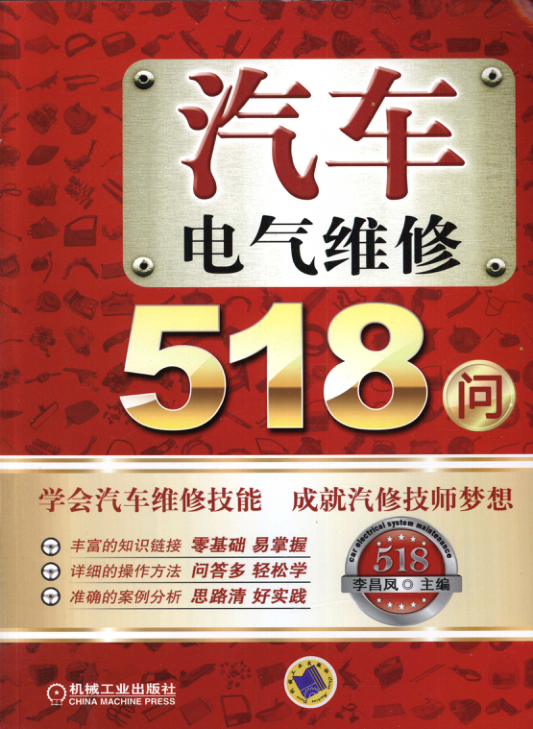 汽车
电气维修
518
问
学会汽车维修技能 成就汽修技师梦想
丰富的知识链接 零基础 易掌握
详细的操作方法 问答多 轻松学
准确的案例分析 思路清 好实践
car electrical system maintenance
518
李昌凤◎主编
机械工业出版社
CHINA MACHINE PRESS